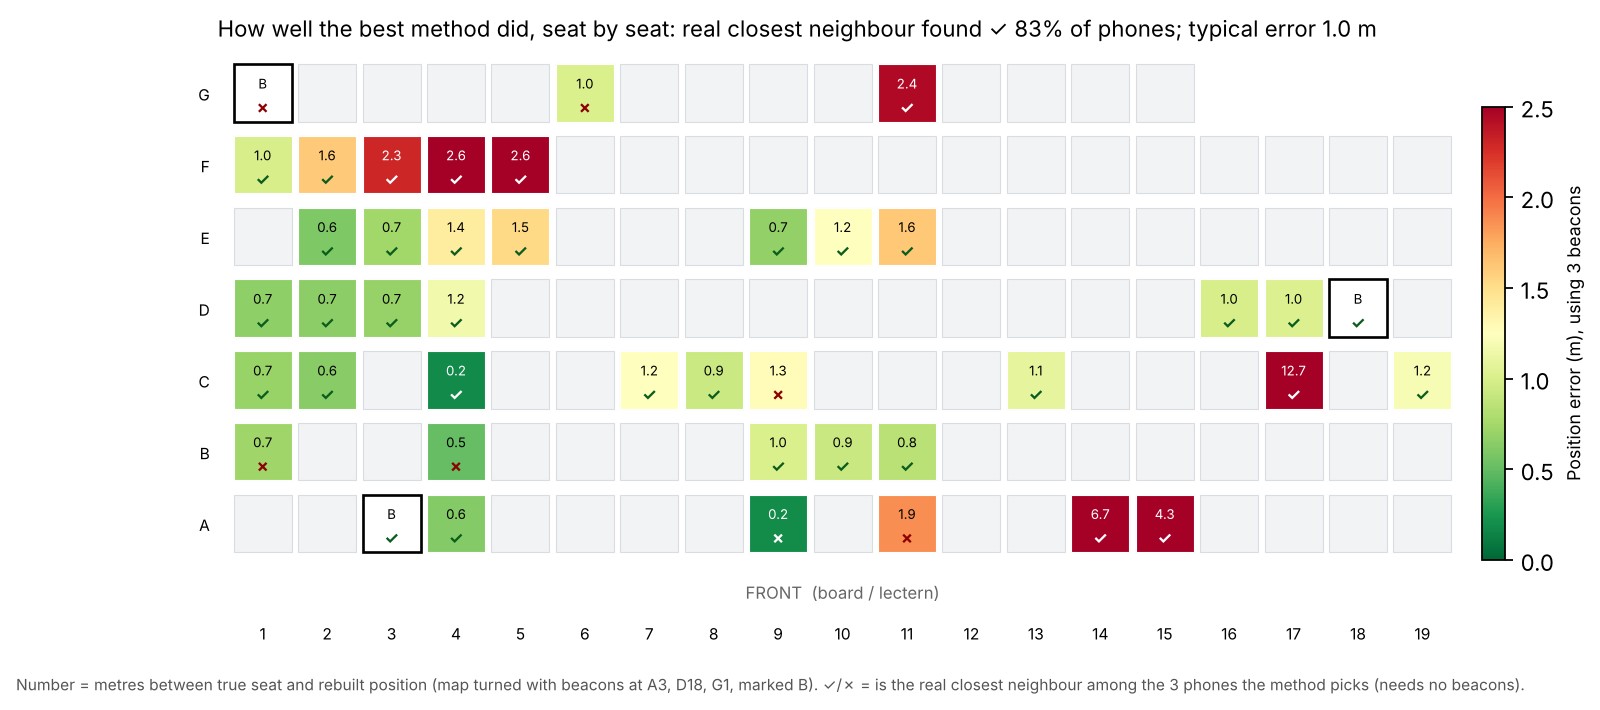 How well the best method did, seat by seat: real closest neighbour found ✓ 83% of phones; typical error 1.0 m
G B 1.0 2.4
× × ✓
F 1.0 1.6 2.3 2.6 2.6
✓ ✓ ✓ ✓ ✓
E 0.6 0.7 1.4 1.5 0.7 1.2 1.6
✓ ✓ ✓ ✓ ✓ ✓ ✓
D 0.7 0.7 0.7 1.2 1.0 1.0 B
✓ ✓ ✓ ✓ ✓ ✓ ✓
C 0.7 0.6 0.2 1.2 0.9 1.3 1.1 12.7 1.2
✓ ✓ ✓ ✓ ✓ × ✓ ✓ ✓
B 0.7 0.5 1.0 0.9 0.8
× × ✓ ✓ ✓
A B 0.6 0.2 1.9 6.7 4.3
✓ ✓ × × ✓ ✓
FRONT (board / lectern)
1 2 3 4 5 6 7 8 9 10 11 12 13 14 15 16 17 18 19
2.5
2.0
1.5
1.0
0.5
0.0
Position error (m), using 3 beacons
Number = metres between true seat and rebuilt position (map turned with beacons at A3, D18, G1, marked B). ✓/× = is the real closest neighbour among the 3 phones the method picks (needs no beacons).